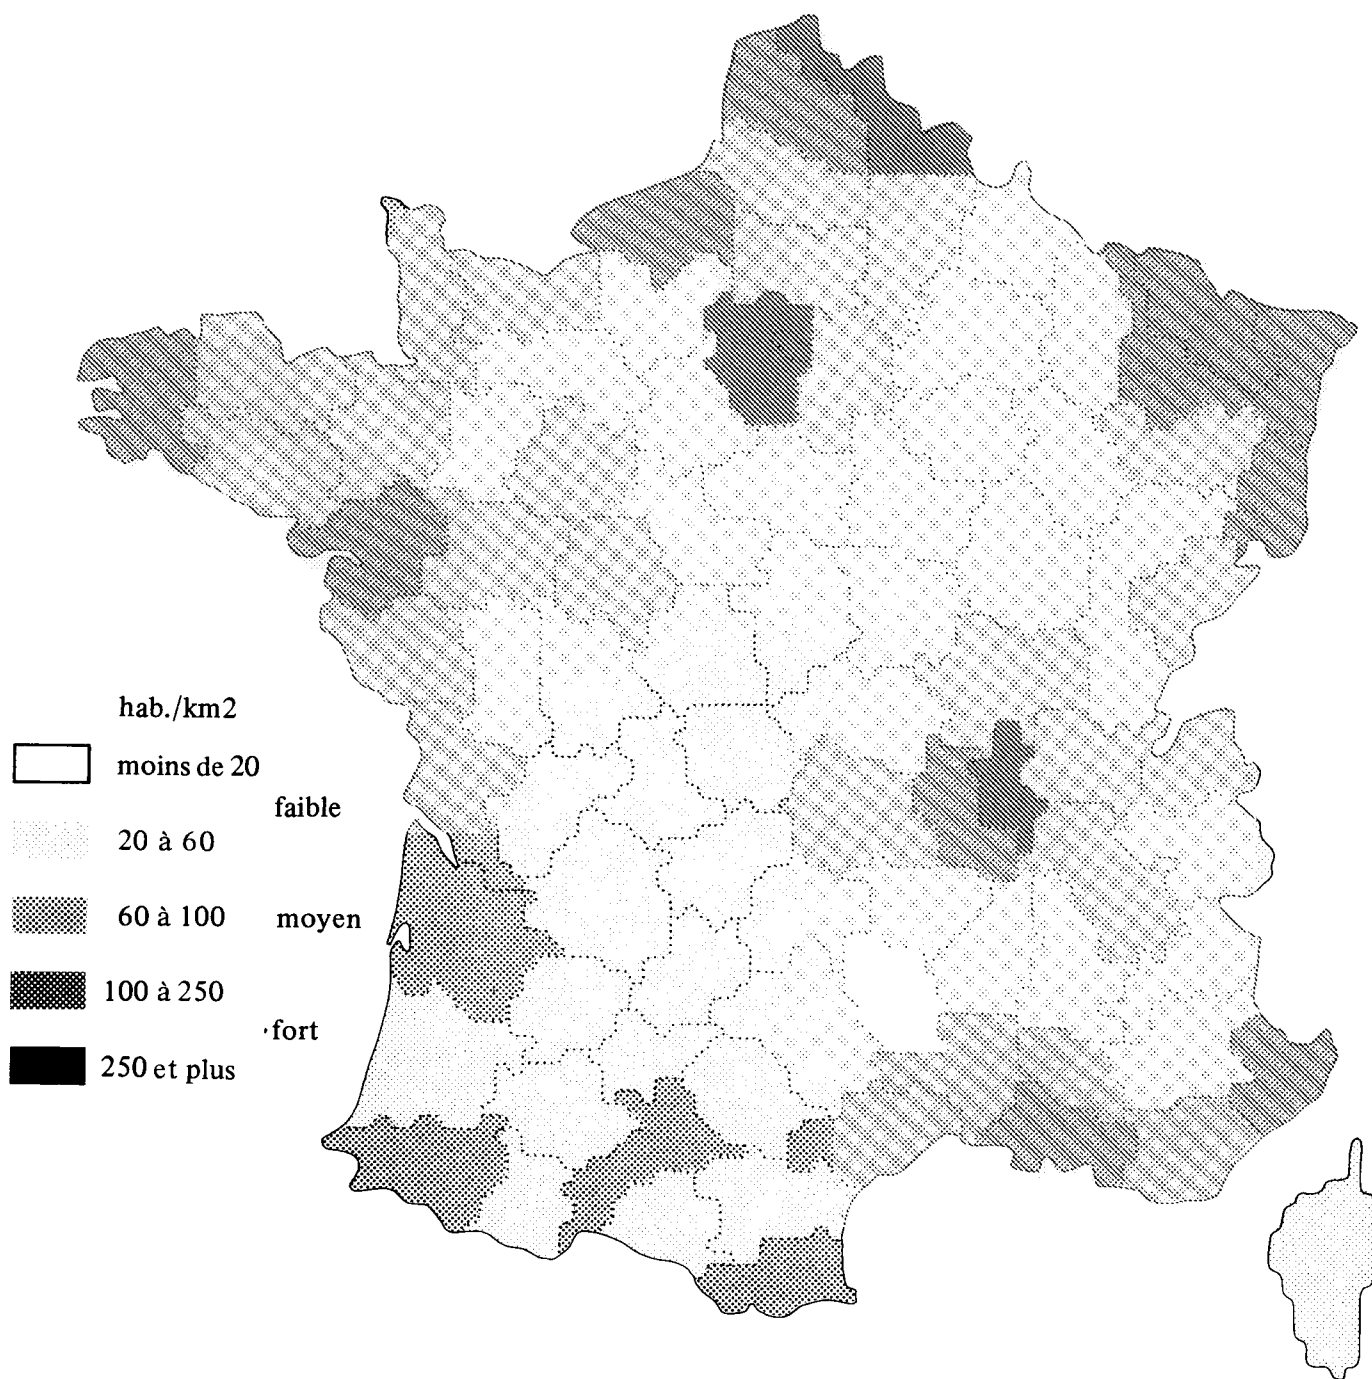 hab./km2
moins de 20
faible
20 à 60
60 à 100 moyen
100 à 250
fort
250 et plus